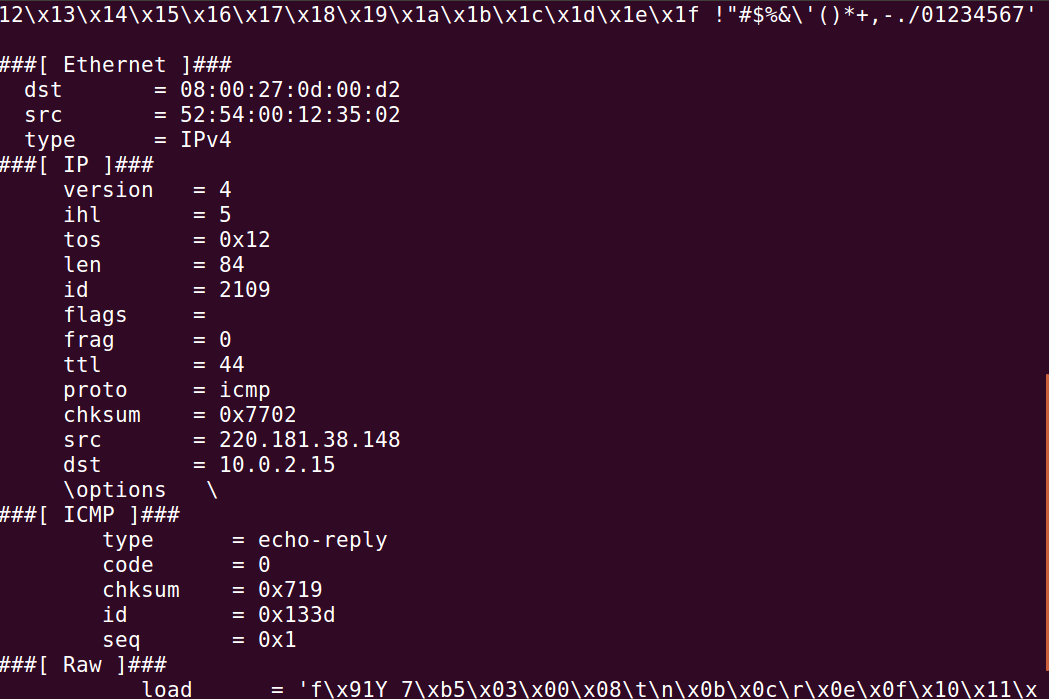 12\x13\x14\x15\x16\x17\x18\x19\x1a\x1b\x1c\x1d\x1e\x1f !"#$%&\'()*+,-./01234567'
###[ Ethernet ]###
  dst       = 08:00:27:0d:00:d2
  src       = 52:54:00:12:35:02
  type      = IPv4
###[ IP ]###
     version   = 4
     ihl       = 5
     tos       = 0x12
     len       = 84
     id        = 2109
     flags     =
     frag      = 0
     ttl       = 44
     proto     = icmp
     chksum    = 0x7702
     src       = 220.181.38.148
     dst       = 10.0.2.15
     \options   \
###[ ICMP ]###
        type      = echo-reply
        code      = 0
        chksum    = 0x719
        id        = 0x133d
        seq       = 0x1
###[ Raw ]###
           load      = 'f\x91Y 7\xb5\x03\x00\x08\t\n\x0b\x0c\r\x0e\x0f\x10\x11\x